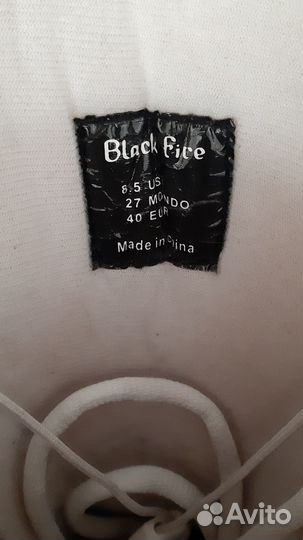 Black Fire
8.5 US
27 MONDO
40 EUR
Made in China
Avito